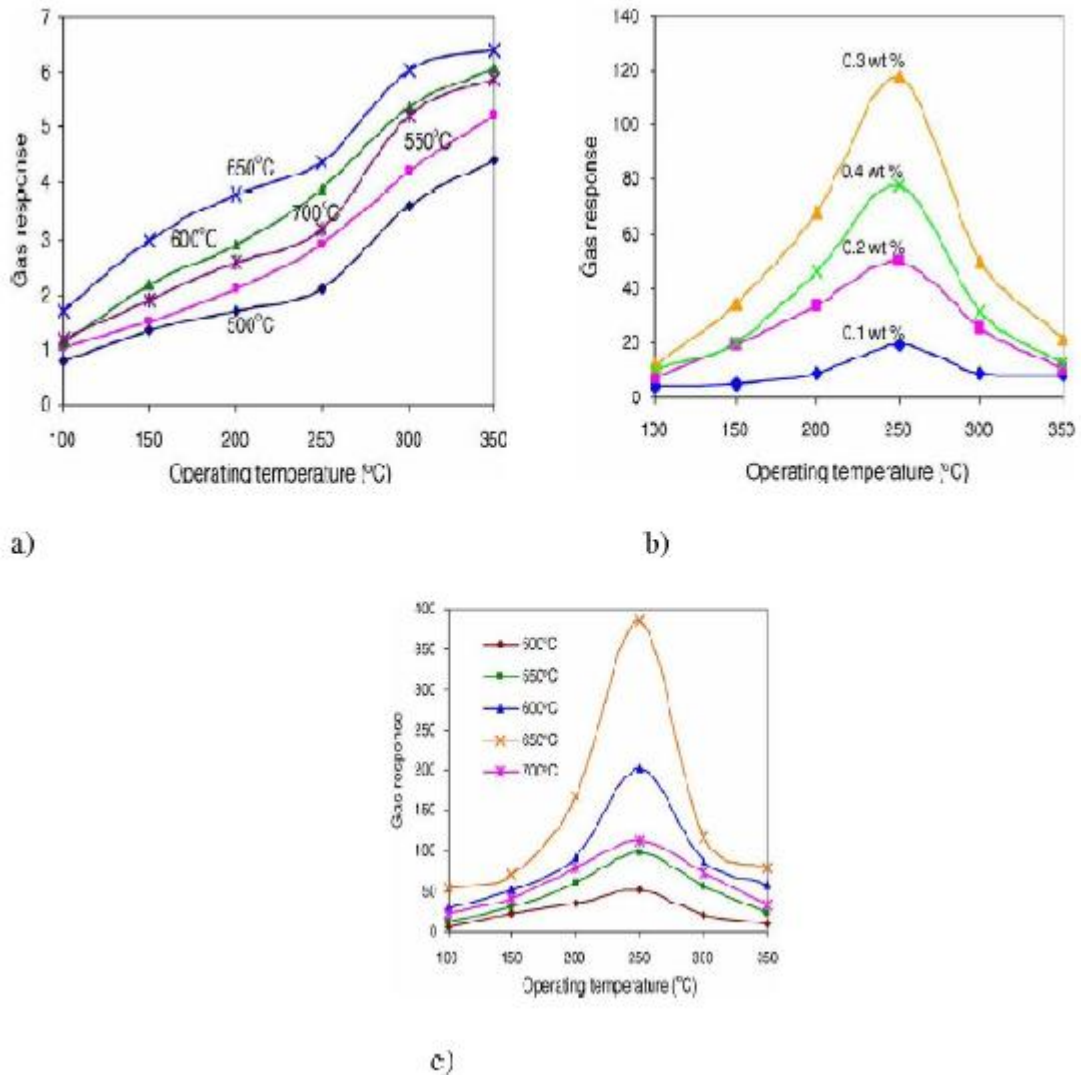 7
6
5
4
3
2
1
0
Gas response
650°C
550°C
700°C
600°C
500°C
100 150 200 250 300 350
Operating temperature (°C)
a)
140
120
100
80
60
40
20
0
Gas response
0.3 wt %
0.4 wt %
0.2 wt %
0.1 wt %
100 150 200 250 300 350
Operating temperature (°C)
b)
400
350
300
250
200
150
100
50
0
Gas response
500°C
550°C
600°C
650°C
700°C
100 150 200 250 300 350
Operating temperature (°C)
c)